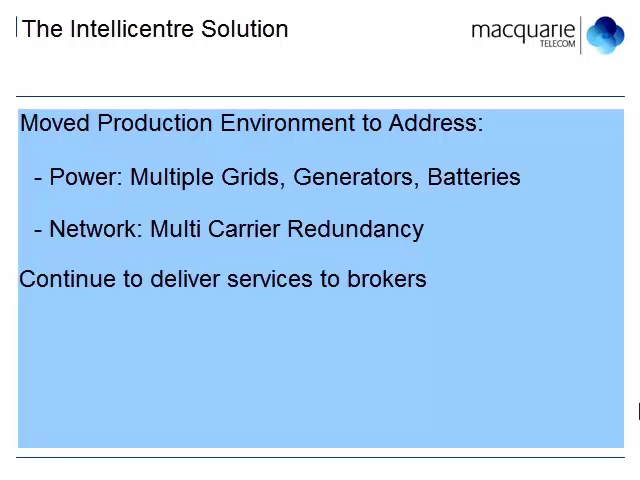 The Intellicentre Solution
macquarie
TELECOM
Moved Production Environment to Address:
- Power: Multiple Grids, Generators, Batteries
- Network: Multi Carrier Redundancy
Continue to deliver services to brokers